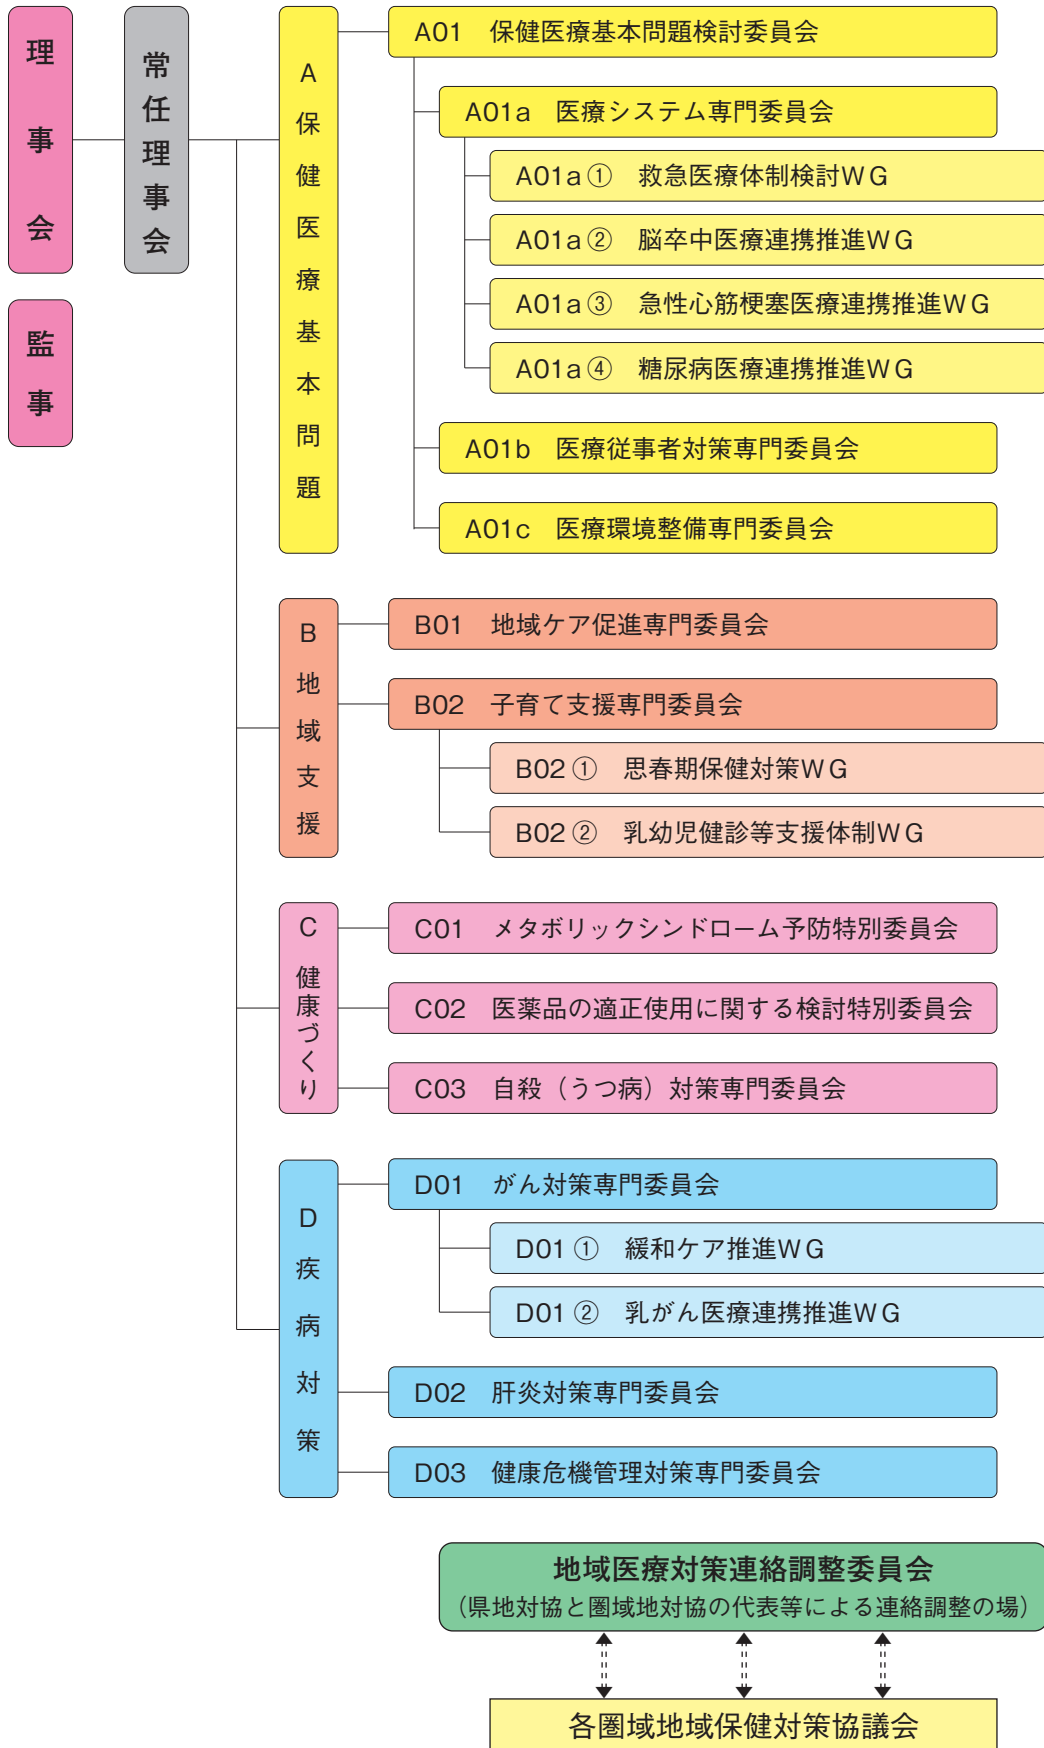 理事会
監事
常任理事会
A 保健医療基本問題
A01 保健医療基本問題検討委員会
A01a 医療システム専門委員会
A01a① 救急医療体制検討WG
A01a② 脳卒中医療連携推進WG
A01a③ 急性心筋梗塞医療連携推進WG
A01a④ 糖尿病医療連携推進WG
A01b 医療従事者対策専門委員会
A01c 医療環境整備専門委員会
B 地域支援
B01 地域ケア促進専門委員会
B02 子育て支援専門委員会
B02① 思春期保健対策WG
B02② 乳幼児健診等支援体制WG
C 健康づくり
C01 メタボリックシンドローム予防特別委員会
C02 医薬品の適正使用に関する検討特別委員会
C03 自殺（うつ病）対策専門委員会
D 疾病対策
D01 がん対策専門委員会
D01① 緩和ケア推進WG
D01② 乳がん医療連携推進WG
D02 肝炎対策専門委員会
D03 健康危機管理対策専門委員会
地域医療対策連絡調整委員会
（県地対協と圏域地対協の代表等による連絡調整の場）
各圏域地域保健対策協議会